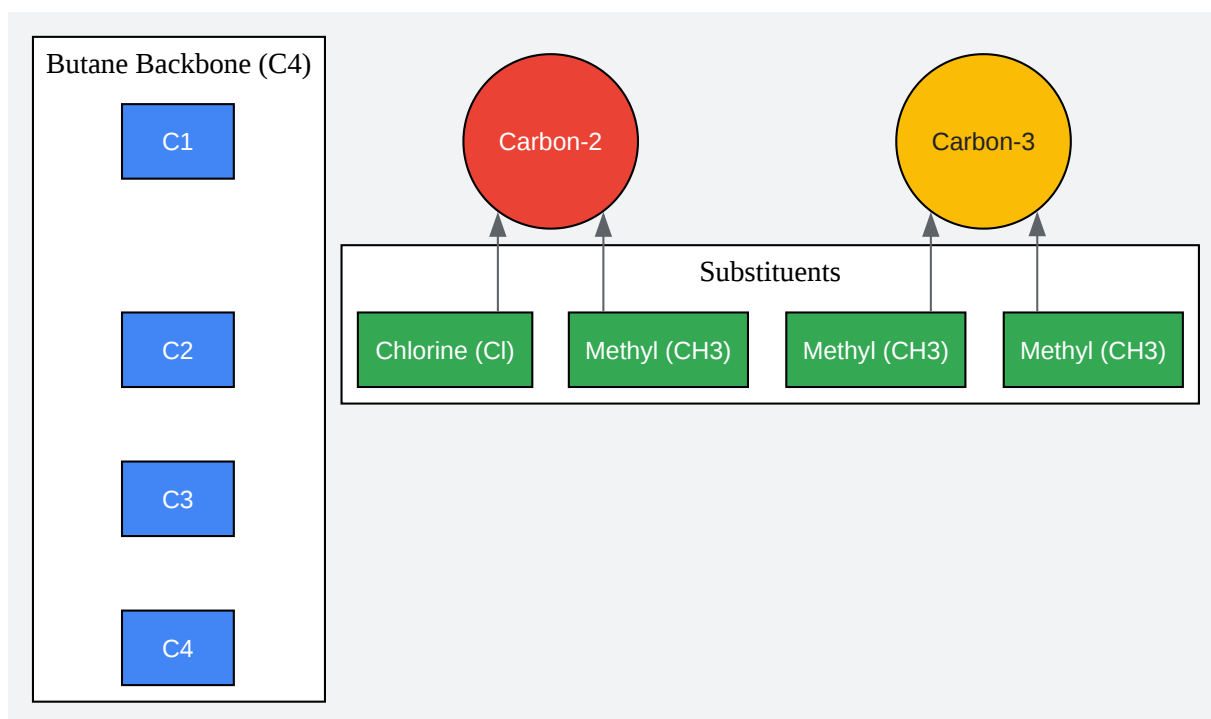 Butane Backbone (C4)
C1
C2
C3
C4
Carbon-2
Carbon-3
Substituents
Chlorine (Cl)
Methyl (CH3)
Methyl (CH3)
Methyl (CH3)